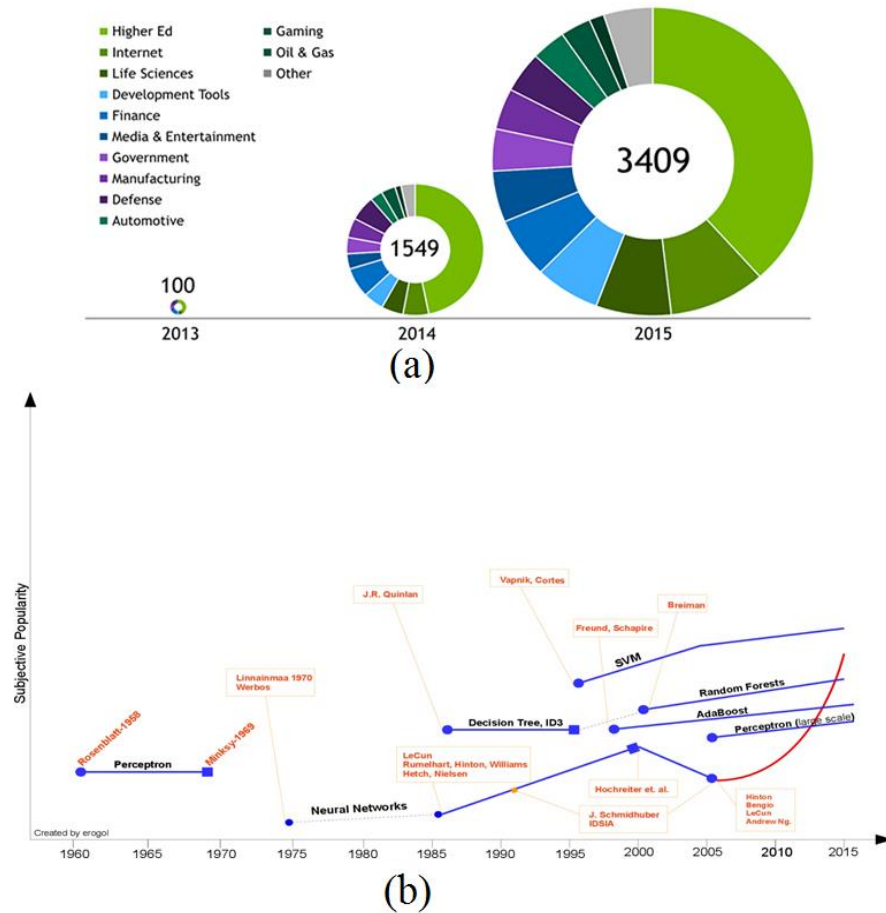 Higher Ed
Internet
Life Sciences
Development Tools
Finance
Media & Entertainment
Government
Manufacturing
Defense
Automotive
Gaming
Oil & Gas
Other
100
1549
3409
2013
2014
2015
(a)
Subjective Popularity
Vapnik, Cortes
J.R. Quinlan
Breiman
Freund, Schapire
SVM
Linnainmaa 1970
Werbos
Random Forests
AdaBoost
Rosenblatt-1958
Minksy-1969
Decision Tree, ID3
Perceptron (large scale)
Perceptron
LeCun
Rumelhart, Hinton, Williams
Hetch, Nielsen
Neural Networks
Hochreiter et. al.
J. Schmidhuber
IDSIA
Hinton
Bengio
LeCun
Andrew Ng.
Created by erogol
1960
1965
1970
1975
1980
1985
1990
1995
2000
2005
2010
2015
(b)